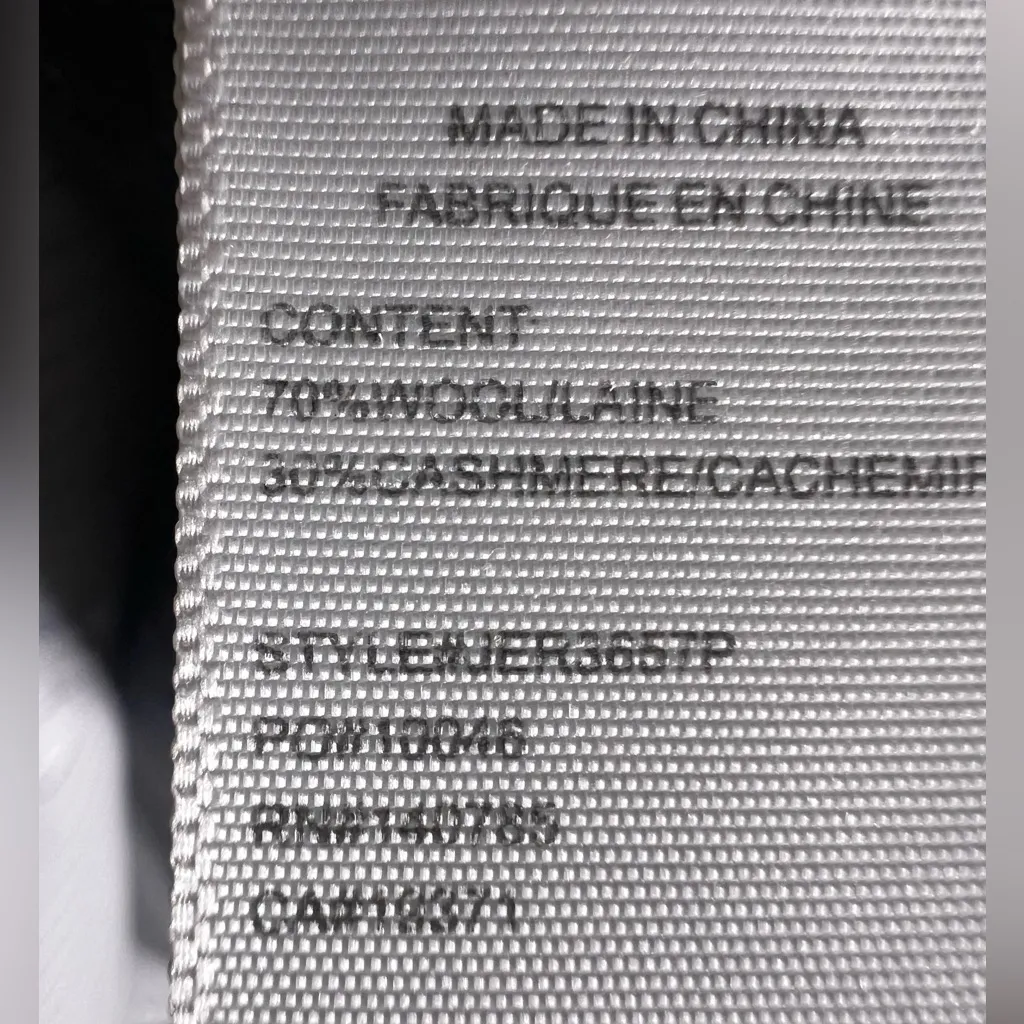 MADE IN CHINA
FABRIQUE EN CHINE
CONTENT
70%WOOL/LAINE
30%CASHMERE/CACHEMIR
STYLE#JER3657P
PO#10046
RN#140785
CA#19371